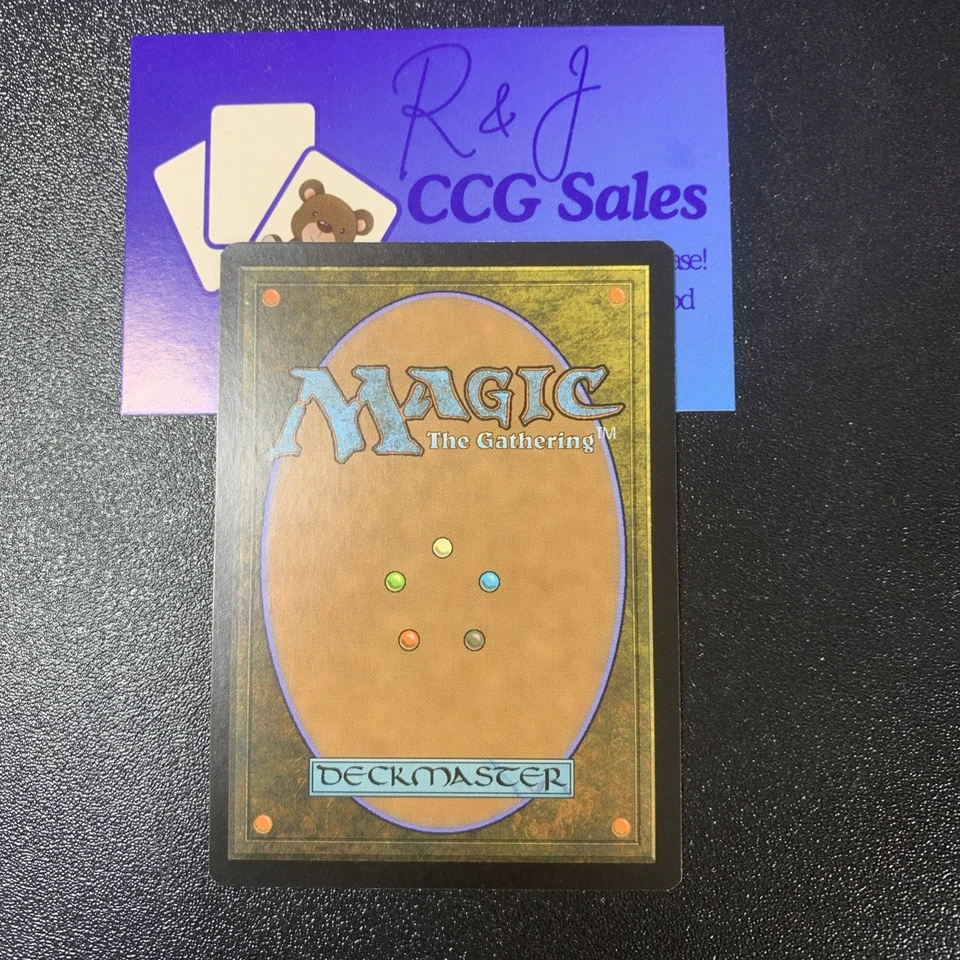 R & J
CCG Sales
MAGIC
The Gathering™
DECKMASTER